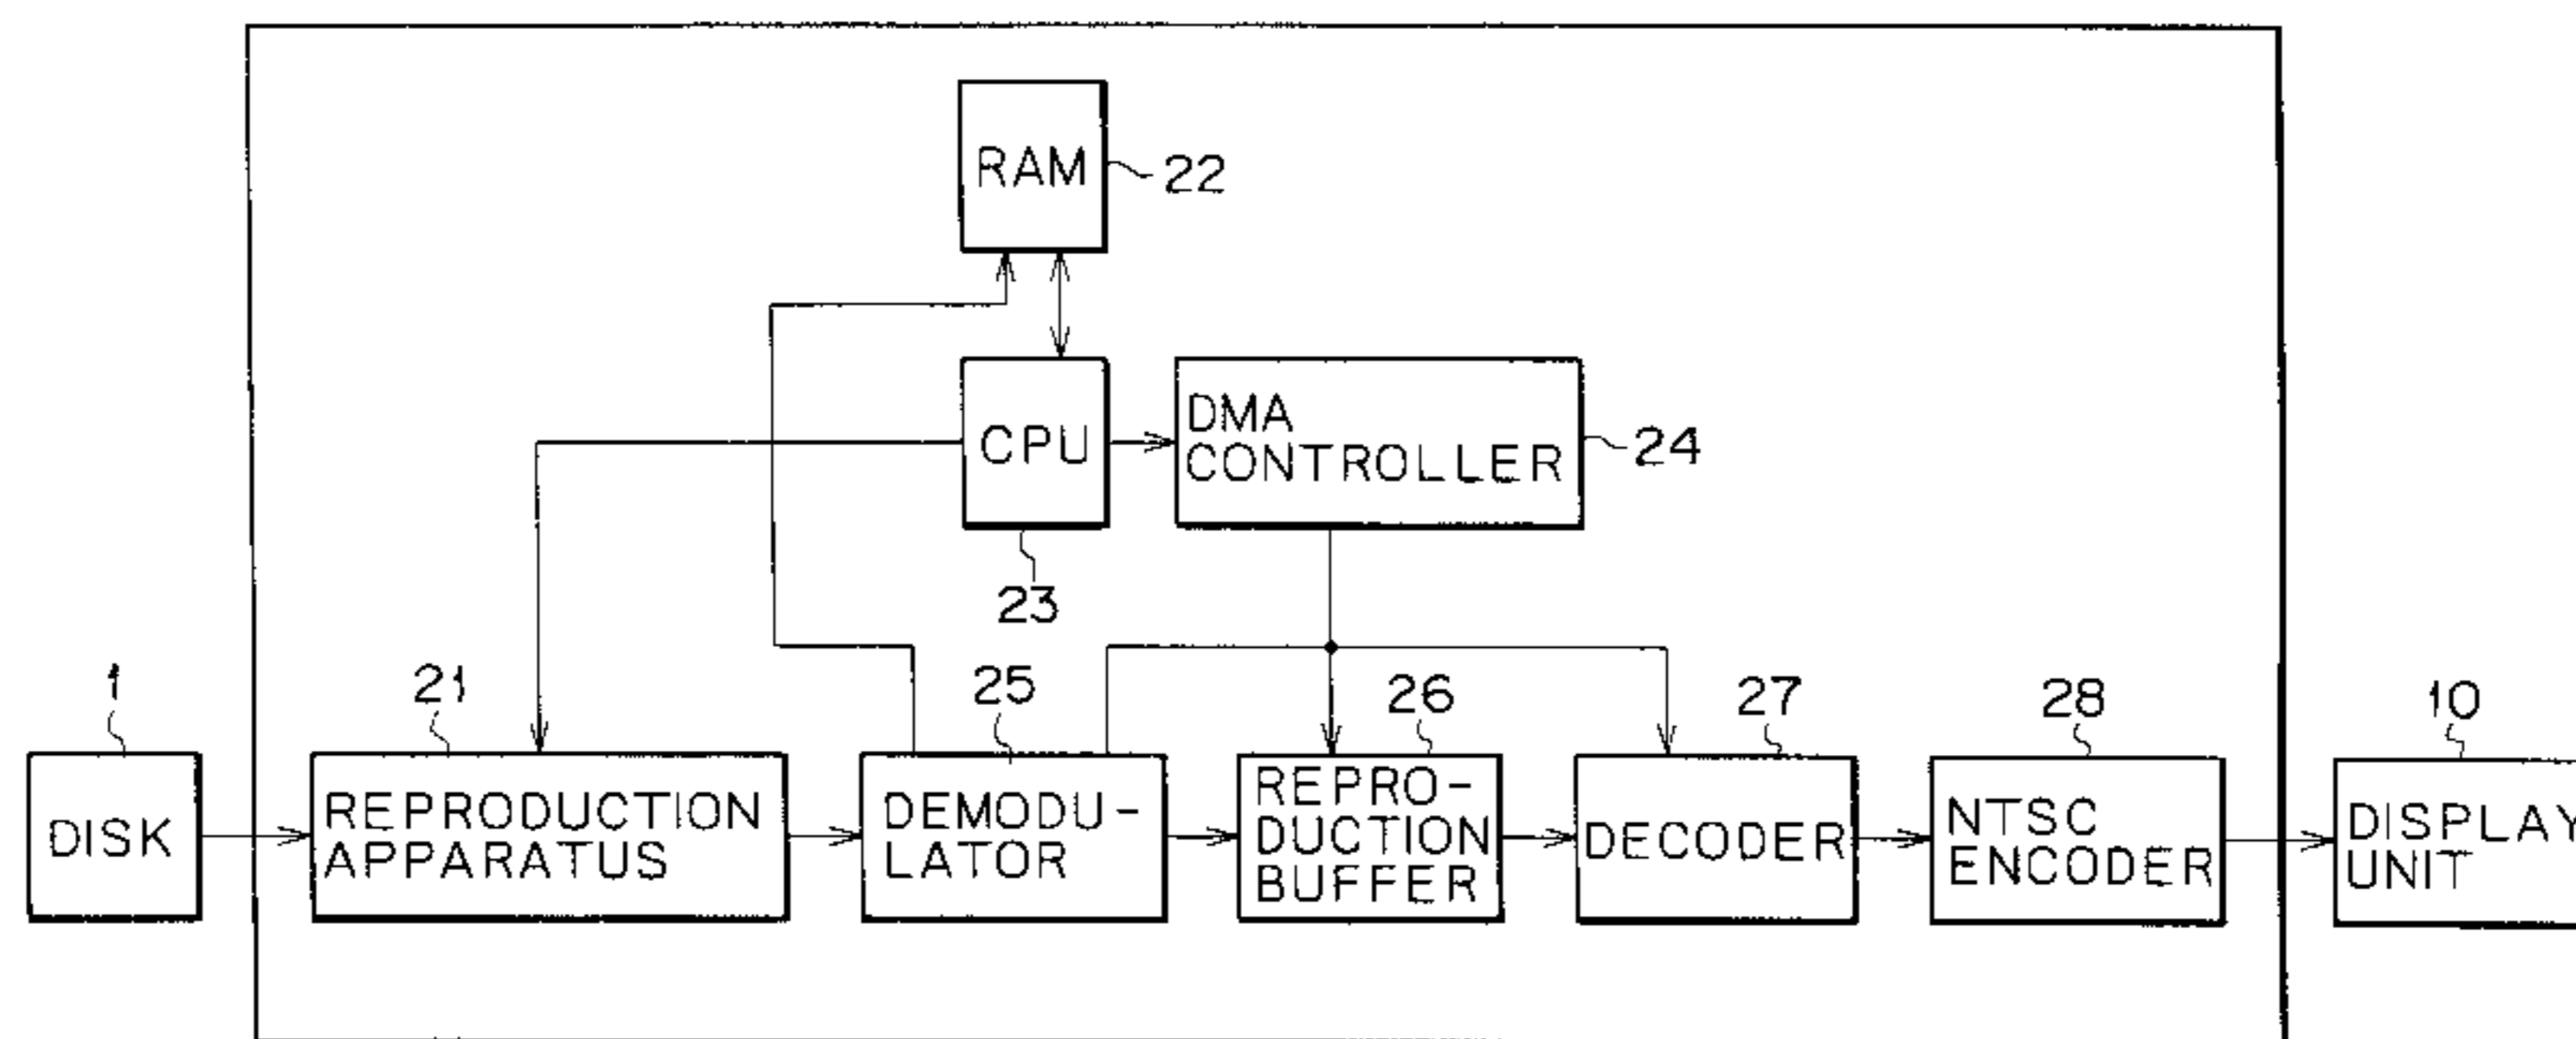 RAM
22
DMA
CONTROLLER
CPU
24
23
1
21
25
26
27
28
10
DISK
REPRODUCTION
APPARATUS
DEMODU-
LATOR
REPRO-
DUCTION
BUFFER
DECODER
NTSC
ENCODER
DISPLAY
UNIT